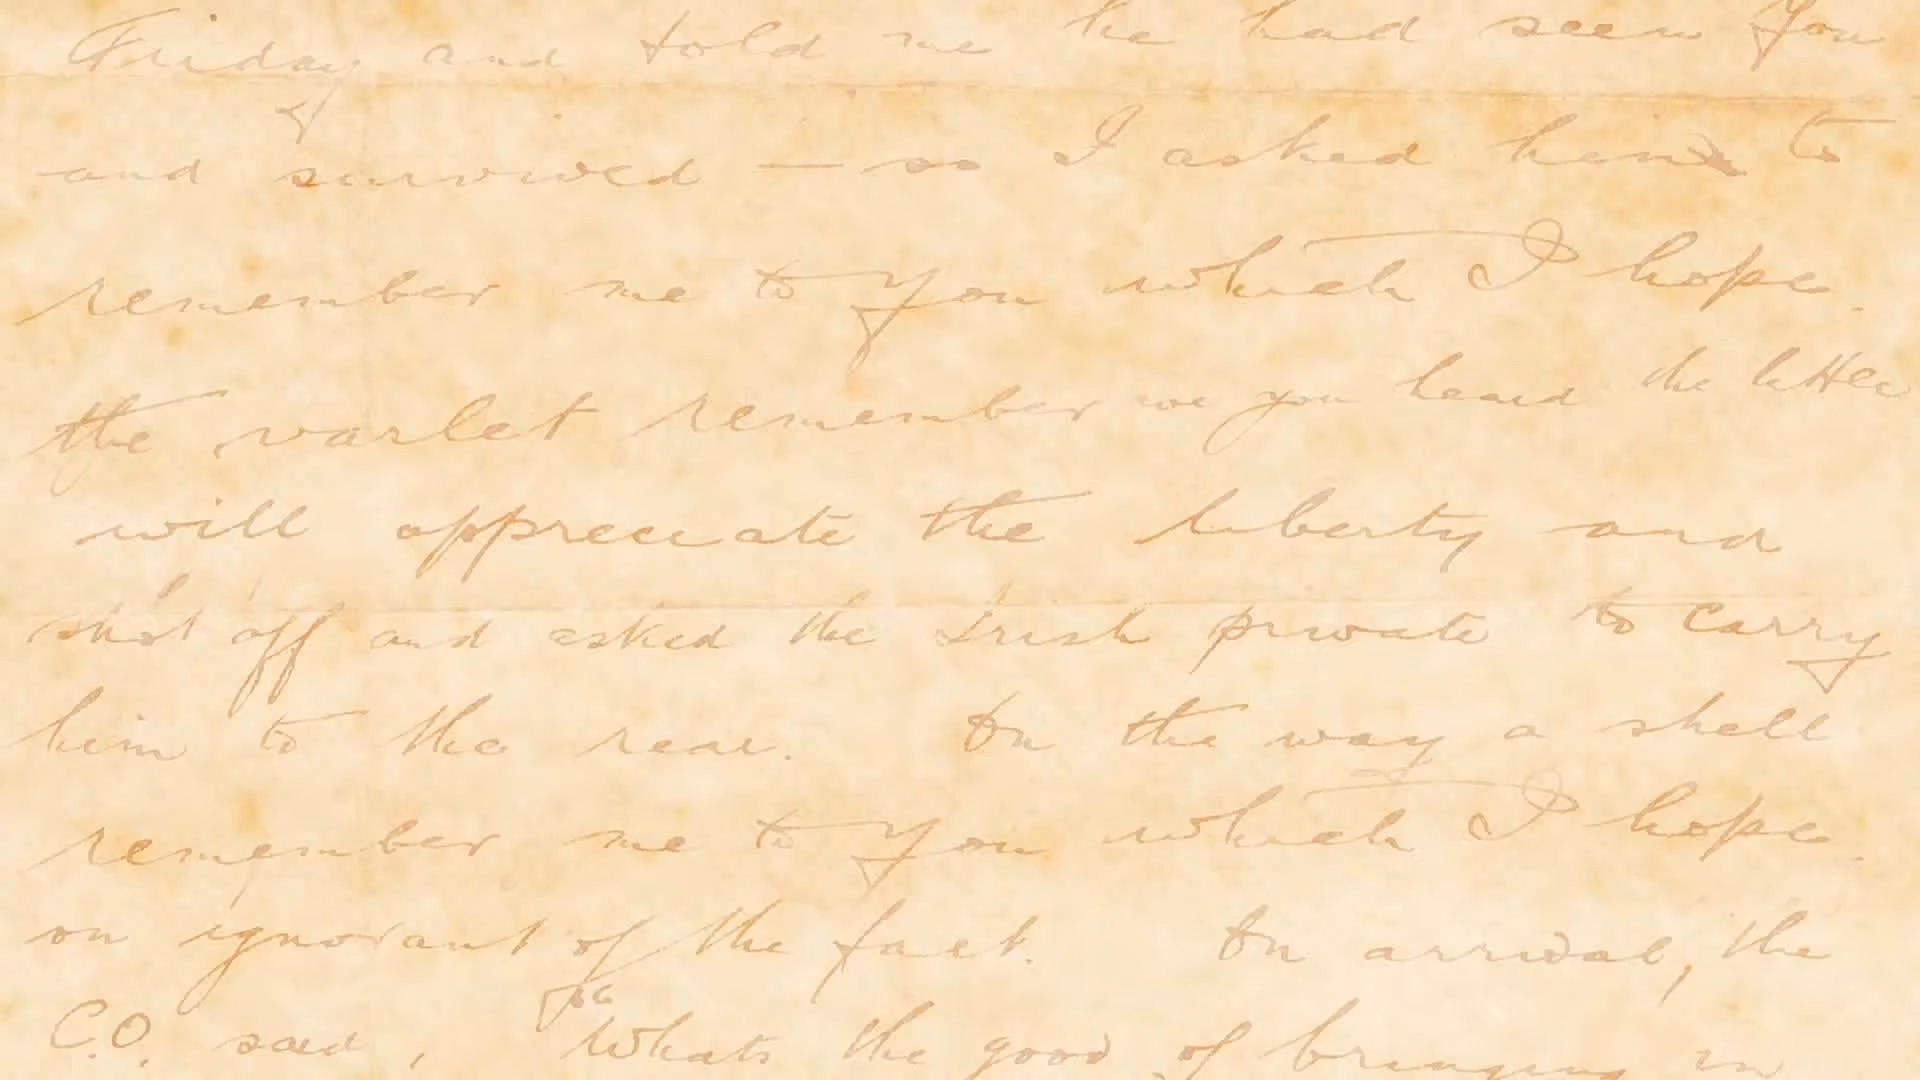 Friday and told me he had seen you
and survived — so I asked him to
remember me to you which I hope.
the varlet remember we you heard the letter
will appreciate the liberty and
shot off and asked the Irish private to carry
him to the rear. On the way a shell
remember me to you which I hope.
on ignorant of the fact. On arrival, the
C.O. said, "Whats the good of bringing in